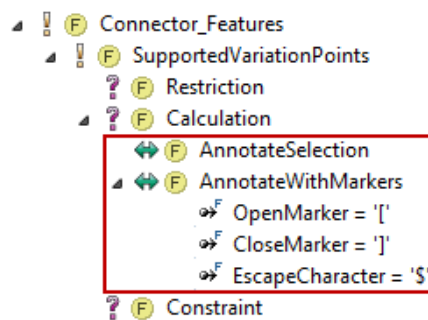 Connector_Features
SupportedVariationPoints
? F Restriction
? F Calculation
F AnnotateSelection
F AnnotateWithMarkers
F OpenMarker = '['
F CloseMarker = ']'
F EscapeCharacter = '$'
? F Constraint